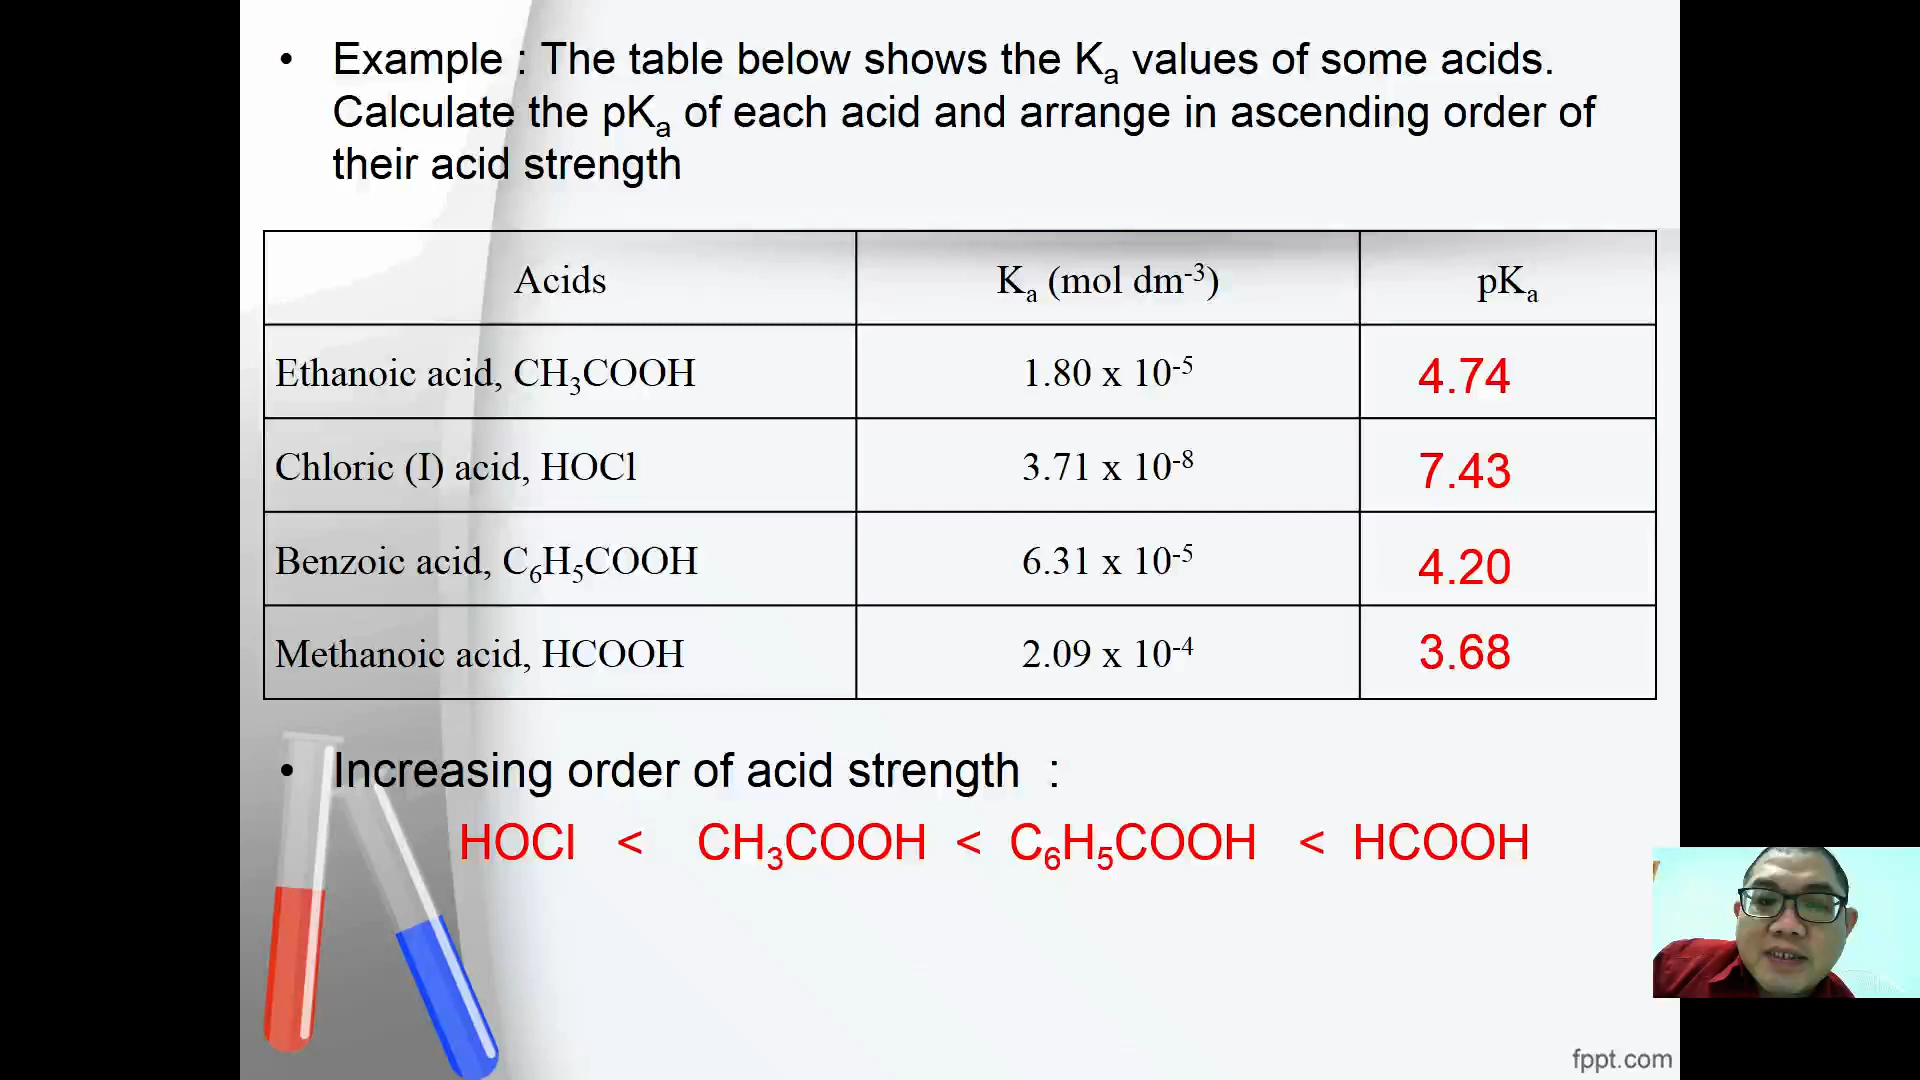 • Example : The table below shows the Kₐ values of some acids.
Calculate the pKₐ of each acid and arrange in ascending order of
their acid strength
Acids Kₐ (mol dm⁻³) pKₐ
Ethanoic acid, CH₃COOH 1.80 x 10⁻⁵ 4.74
Chloric (I) acid, HOCl 3.71 x 10⁻⁸ 7.43
Benzoic acid, C₆H₅COOH 6.31 x 10⁻⁵ 4.20
Methanoic acid, HCOOH 2.09 x 10⁻⁴ 3.68
• Increasing order of acid strength :
HOCl < CH₃COOH < C₆H₅COOH < HCOOH
fppt.com